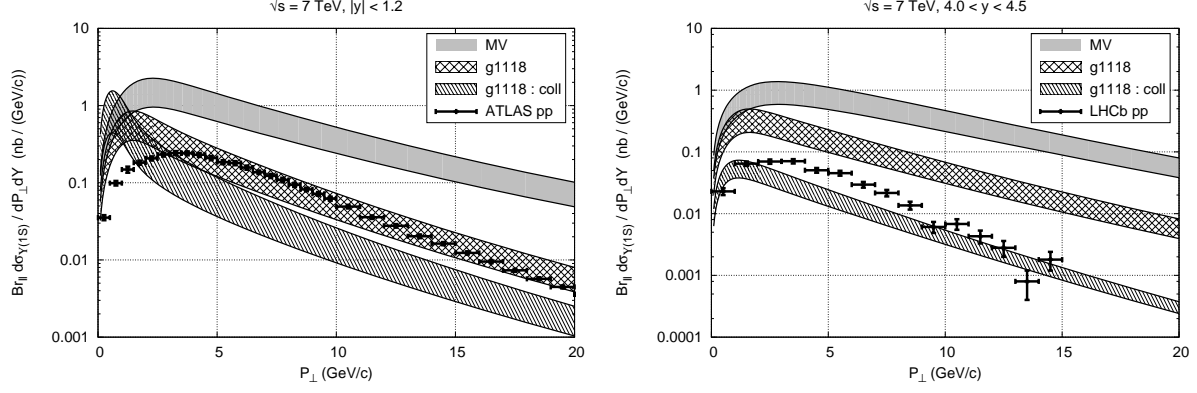 √s = 7 TeV, |y| < 1.2
10
1
0.1
0.01
0.001
0
5
10
15
20
Br_ll dσ_Υ(1S) / dP_⊥dY (nb / (GeV/c))
P_⊥ (GeV/c)
MV
g1118
g1118 : coll
ATLAS pp
√s = 7 TeV, 4.0 < y < 4.5
10
1
0.1
0.01
0.001
0.0001
0
5
10
15
20
Br_ll dσ_Υ(1S) / dP_⊥dY (nb / (GeV/c))
P_⊥ (GeV/c)
MV
g1118
g1118 : coll
LHCb pp